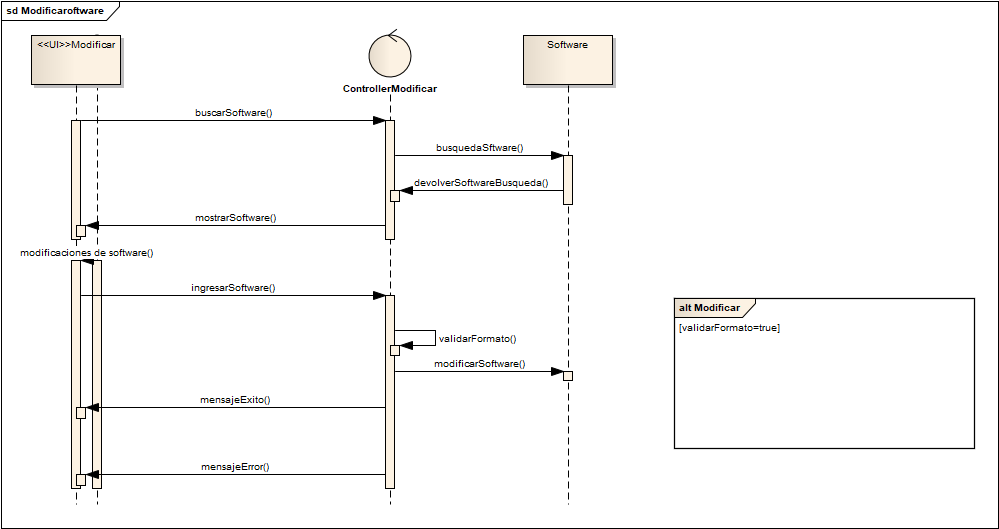 sd Modificaroftware
<<UI>>Modificar
Software
ControllerModificar
buscarSoftware()
busquedaSftware()
devolverSoftwareBusqueda()
mostrarSoftware()
modificaciones de software()
ingresarSoftware()
alt Modificar
[validarFormato=true]
validarFormato()
modificarSoftware()
mensajeExito()
mensajeError()